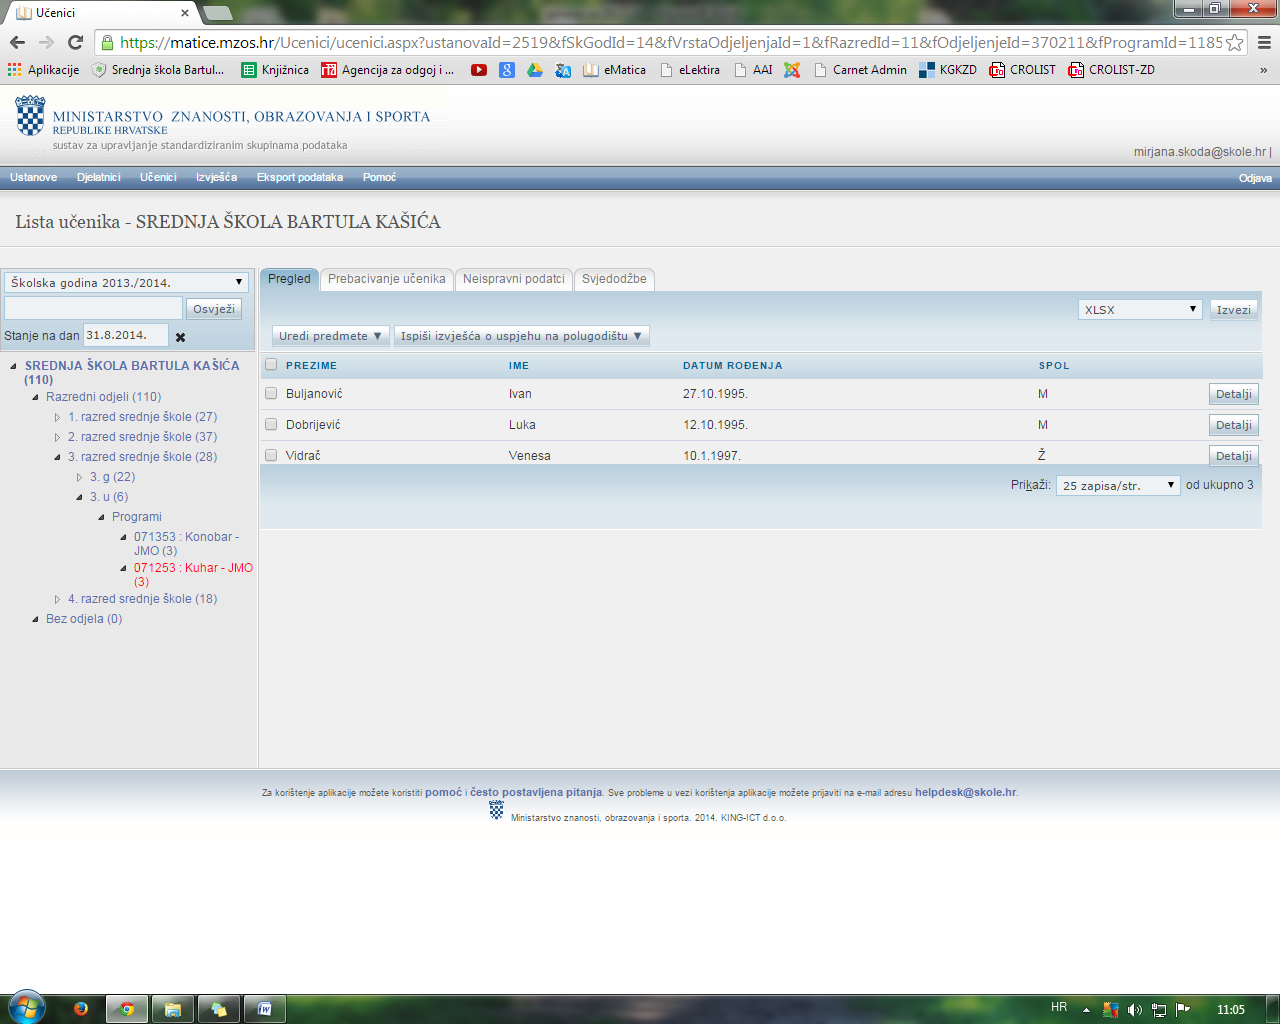 Učenici
https://matice.mzos.hr/Ucenici/ucenici.aspx?ustanovaId=2519&fSkGodId=14&fVrstaOdjeljenjaId=1&fRazredId=11&fOdjeljenjeId=370211&fProgramId=1185
Aplikacije Srednja škola Bartul... Knjižnica Agencija za odgoj i ... eMatica eLektira AAI Carnet Admin KGKZD CROLIST CROLIST-ZD »
MINISTARSTVO ZNANOSTI, OBRAZOVANJA I SPORTA
REPUBLIKE HRVATSKE
sustav za upravljanje standardiziranim skupinama podataka
mirjana.skoda@skole.hr |
Ustanove Djelatnici Učenici Izvješća Eksport podataka Pomoć Odjava
Lista učenika - SREDNJA ŠKOLA BARTULA KAŠIĆA
Školska godina 2013./2014.
Osvježi
Stanje na dan 31.8.2014.
SREDNJA ŠKOLA BARTULA KAŠIĆA
(110)
Razredni odjeli (110)
1. razred srednje škole (27)
2. razred srednje škole (37)
3. razred srednje škole (28)
3. g (22)
3. u (6)
Programi
071353 : Konobar -
JMO (3)
071253 : Kuhar - JMO
(3)
4. razred srednje škole (18)
Bez odjela (0)
Pregled Prebacivanje učenika Neispravni podatci Svjedodžbe
XLSX Izvezi
Uredi predmete ▼ Ispiši izvješća o uspjehu na polugodištu ▼
PREZIME IME DATUM ROĐENJA SPOL
Buljanović Ivan 27.10.1995. M Detalji
Dobrijević Luka 12.10.1995. M Detalji
Vidrač Venesa 10.1.1997. Ž Detalji
Prikaži: 25 zapisa/str. od ukupno 3
Za korištenje aplikacije možete koristiti pomoć i često postavljena pitanja. Sve probleme u vezi korištenja aplikacije možete prijaviti na e-mail adresu helpdesk@skole.hr.
Ministarstvo znanosti, obrazovanja i sporta. 2014. KING-ICT d.o.o.
HR 11:05